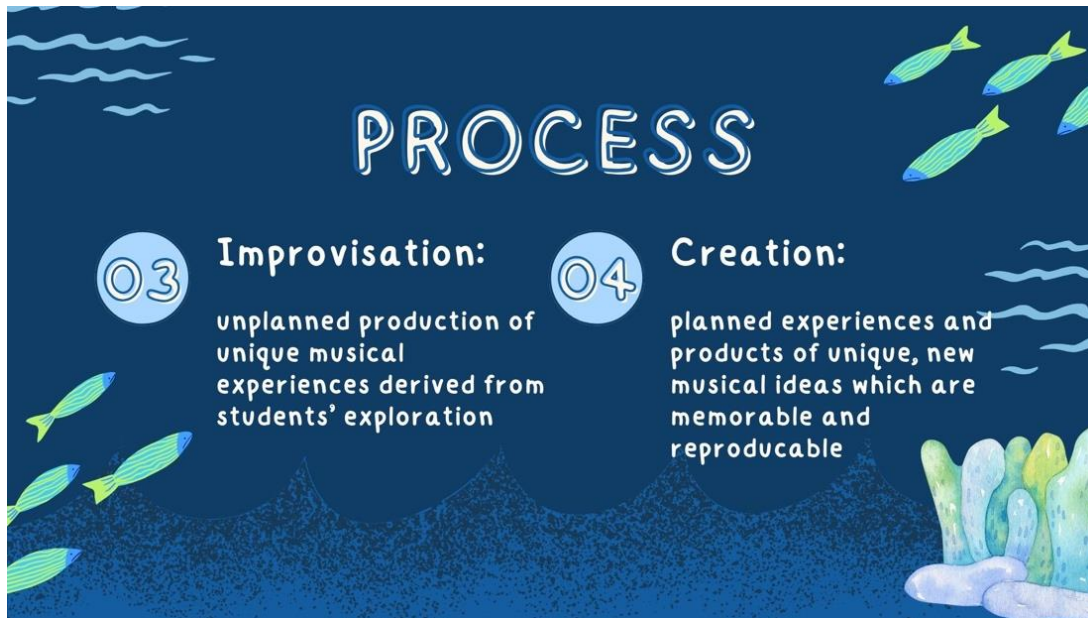 PROCESS
03
Improvisation:
unplanned production of
unique musical
experiences derived from
students' exploration
04
Creation:
planned experiences and
products of unique, new
musical ideas which are
memorable and
reproducable